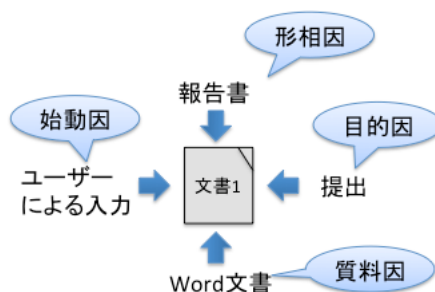 形相因
報告書
始動因
目的因
ユーザー
による入力
文書1
提出
Word文書
質料因